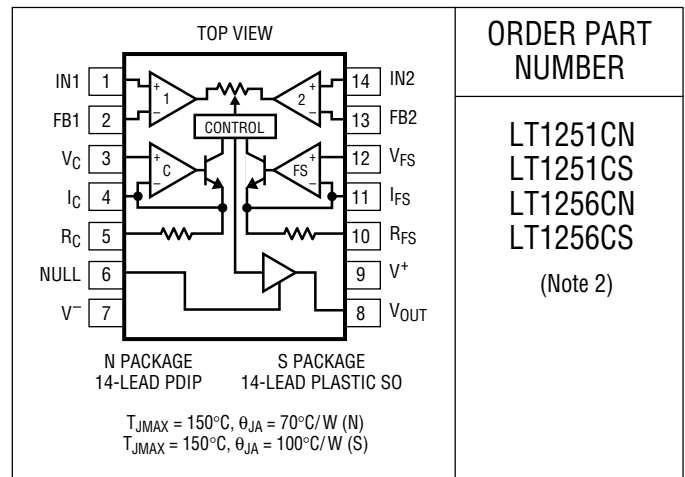 TOP VIEW
IN1 1
FB1 2
VC 3
IC 4
RC 5
NULL 6
V– 7
14 IN2
13 FB2
12 VFS
11 IFS
10 RFS
9 V+
8 VOUT
+ 1 –
+ 2 –
CONTROL
+ C –
+ FS –
N PACKAGE
14-LEAD PDIP
S PACKAGE
14-LEAD PLASTIC SO
TJMAX = 150°C, θJA = 70°C/W (N)
TJMAX = 150°C, θJA = 100°C/W (S)
ORDER PART
NUMBER
LT1251CN
LT1251CS
LT1256CN
LT1256CS
(Note 2)